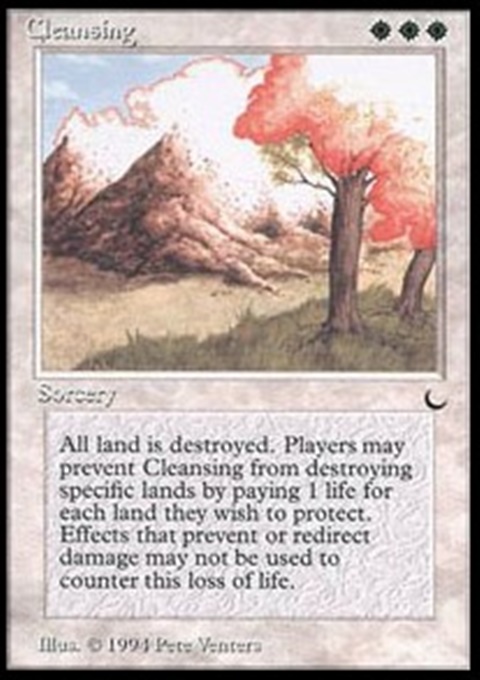 Cleansing
Sorcery
All land is destroyed. Players may
prevent Cleansing from destroying
specific lands by paying 1 life for
each land they wish to protect.
Effects that prevent or redirect
damage may not be used to
counter this loss of life.
Illus. © 1994 Pete Venters